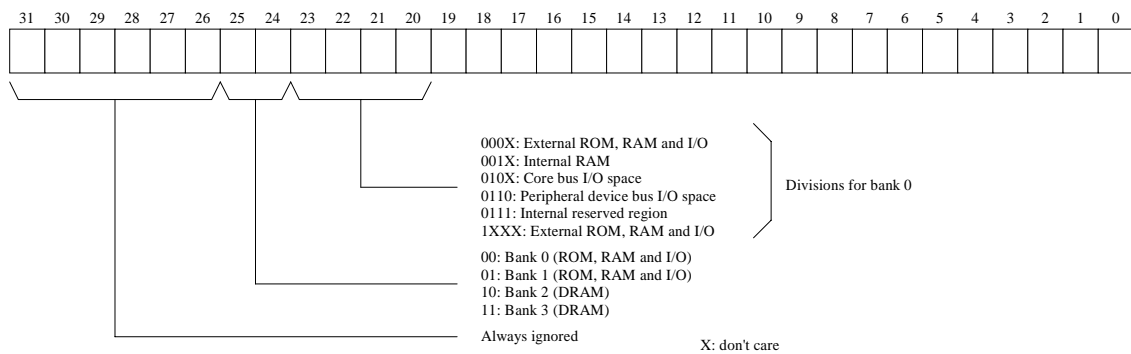 31 30 29 28 27 26 25 24 23 22 21 20 19 18 17 16 15 14 13 12 11 10 9 8 7 6 5 4 3 2 1 0
000X: External ROM, RAM and I/O
001X: Internal RAM
010X: Core bus I/O space
0110: Peripheral device bus I/O space
0111: Internal reserved region
1XXX: External ROM, RAM and I/O
Divisions for bank 0
00: Bank 0 (ROM, RAM and I/O)
01: Bank 1 (ROM, RAM and I/O)
10: Bank 2 (DRAM)
11: Bank 3 (DRAM)
Always ignored
X: don't care